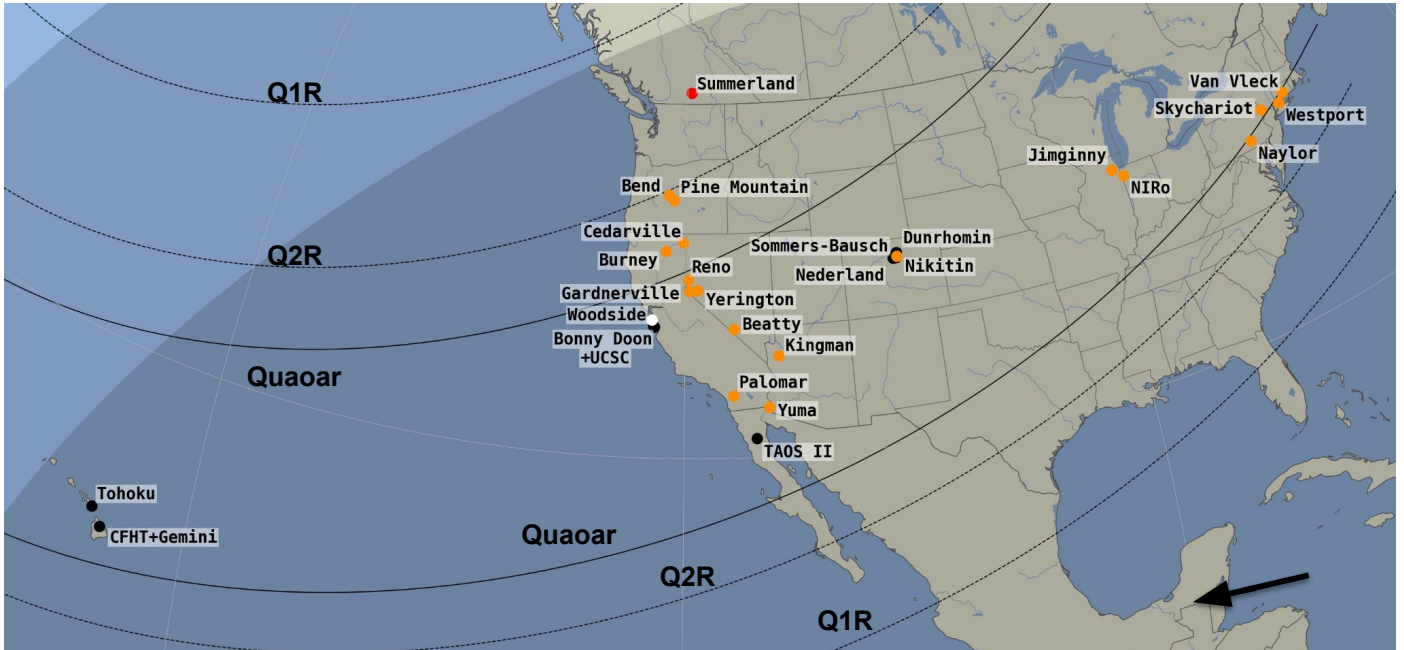 Q1R
Summerland
Van Vleck
Skychariot
Westport
Jimginny
Naylor
NIRo
Bend
Pine Mountain
Cedarville
Sommers-Bausch
Dunrhomin
Q2R
Burney
Reno
Nederland
Nikitin
Gardnerville
Yerington
Woodside
Beatty
Bonny Doon
+UCSC
Kingman
Quaoar
Palomar
Yuma
TAOS II
Tohoku
CFHT+Gemini
Quaoar
Q2R
Q1R